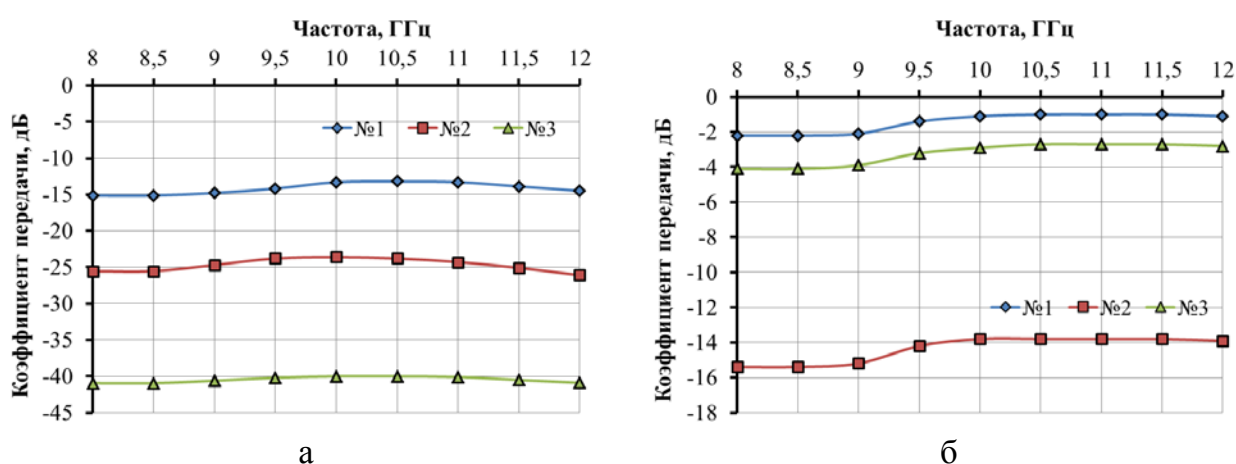 Частота, ГГц
8 8,5 9 9,5 10 10,5 11 11,5 12
Коэффициент передачи, дБ
0
-5
-10
-15
-20
-25
-30
-35
-40
-45
№1 №2 №3
а
Частота, ГГц
8 8,5 9 9,5 10 10,5 11 11,5 12
Коэффициент передачи, дБ
0
-2
-4
-6
-8
-10
-12
-14
-16
-18
№1 №2 №3
б